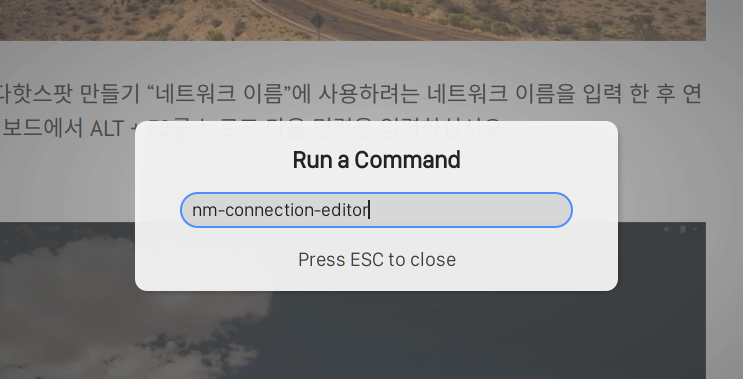 다핫스팟 만들기 “네트워크 이름”에 사용하려는 네트워크 이름을 입력 한 후 연
보드에서 ALT +
Run a Command
nm-connection-editor
Press ESC to close